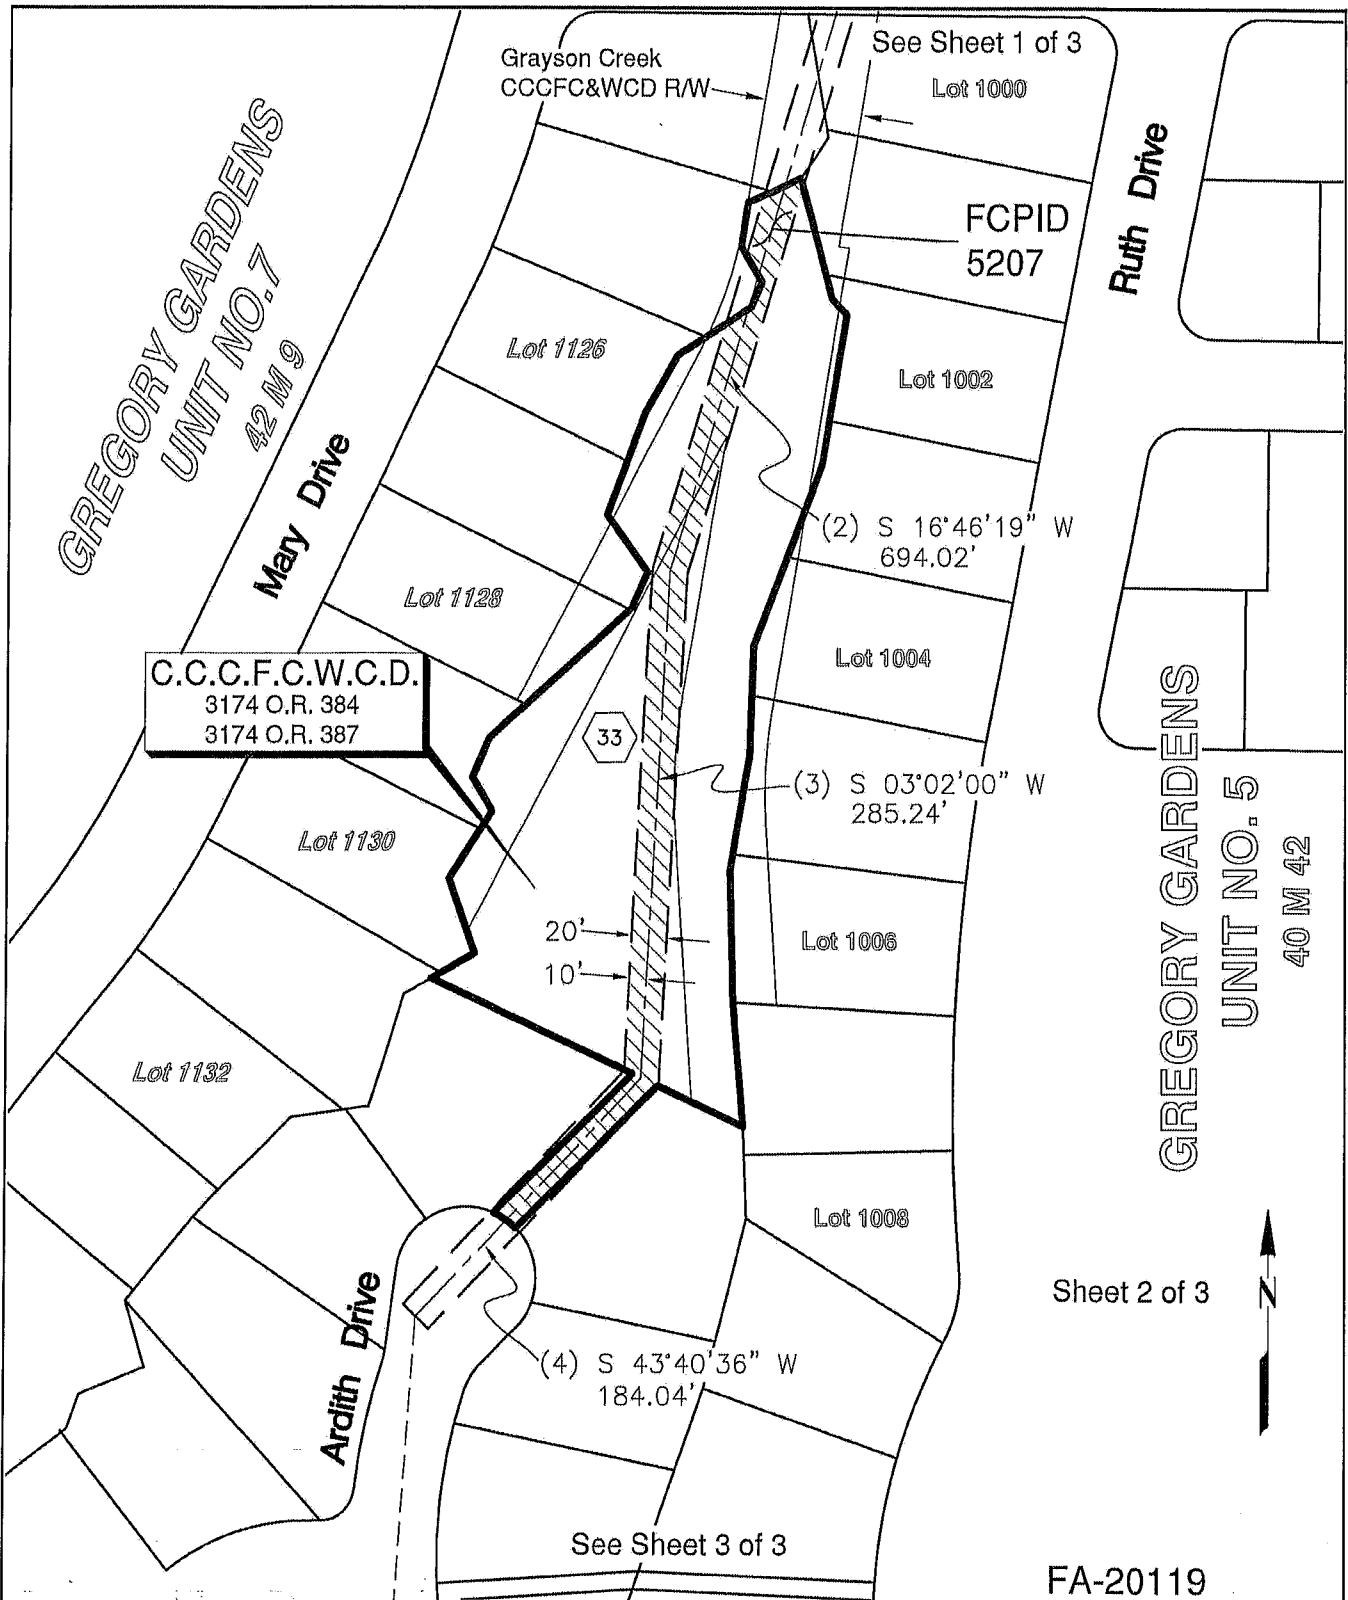 See Sheet 1 of 3
Grayson Creek
CCCFC&WCD R/W
Lot 1000
Ruth Drive
FCPID
5207
GREGORY GARDENS
UNIT NO.7
42 M 9
Lot 1126
Lot 1002
Mary Drive
(2) S 16°46'19" W
694.02'
Lot 1128
Lot 1004
C.C.C.F.C.W.C.D.
3174 O.R. 384
3174 O.R. 387
33
(3) S 03°02'00" W
285.24'
Lot 1130
GREGORY GARDENS
UNIT NO. 5
40 M 42
20'
10'
Lot 1006
Lot 1132
Lot 1008
Sheet 2 of 3
N
Ardith Drive
(4) S 43°40'36" W
184.04'
See Sheet 3 of 3
FA-20119